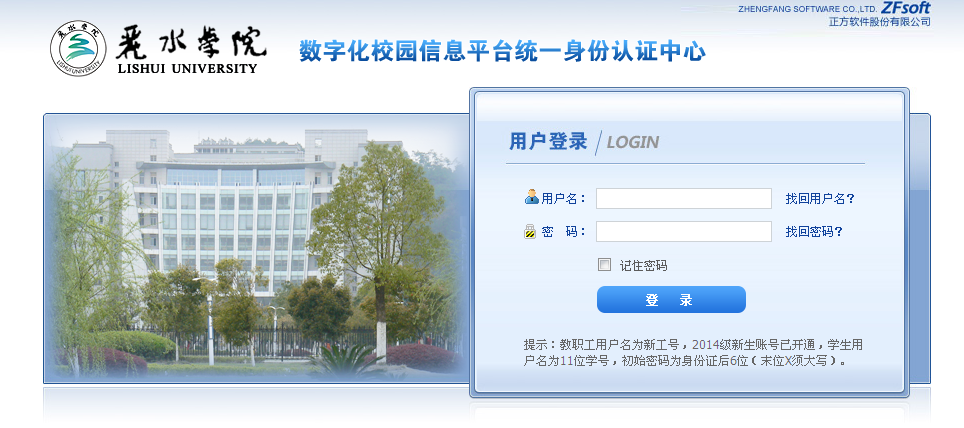 ZHENGFANG SOFTWARE CO.,LTD. ZFsoft
正方软件股份有限公司
丽水学院
LISHUI UNIVERSITY
数字化校园信息平台统一身份认证中心
用户登录 / LOGIN
用户名： 找回用户名?
密 码： 找回密码?
记住密码
登 录
提示：教职工用户名为新工号，2014级新生账号已开通，学生用
户名为11位学号，初始密码为身份证后6位（末位X须大写）。